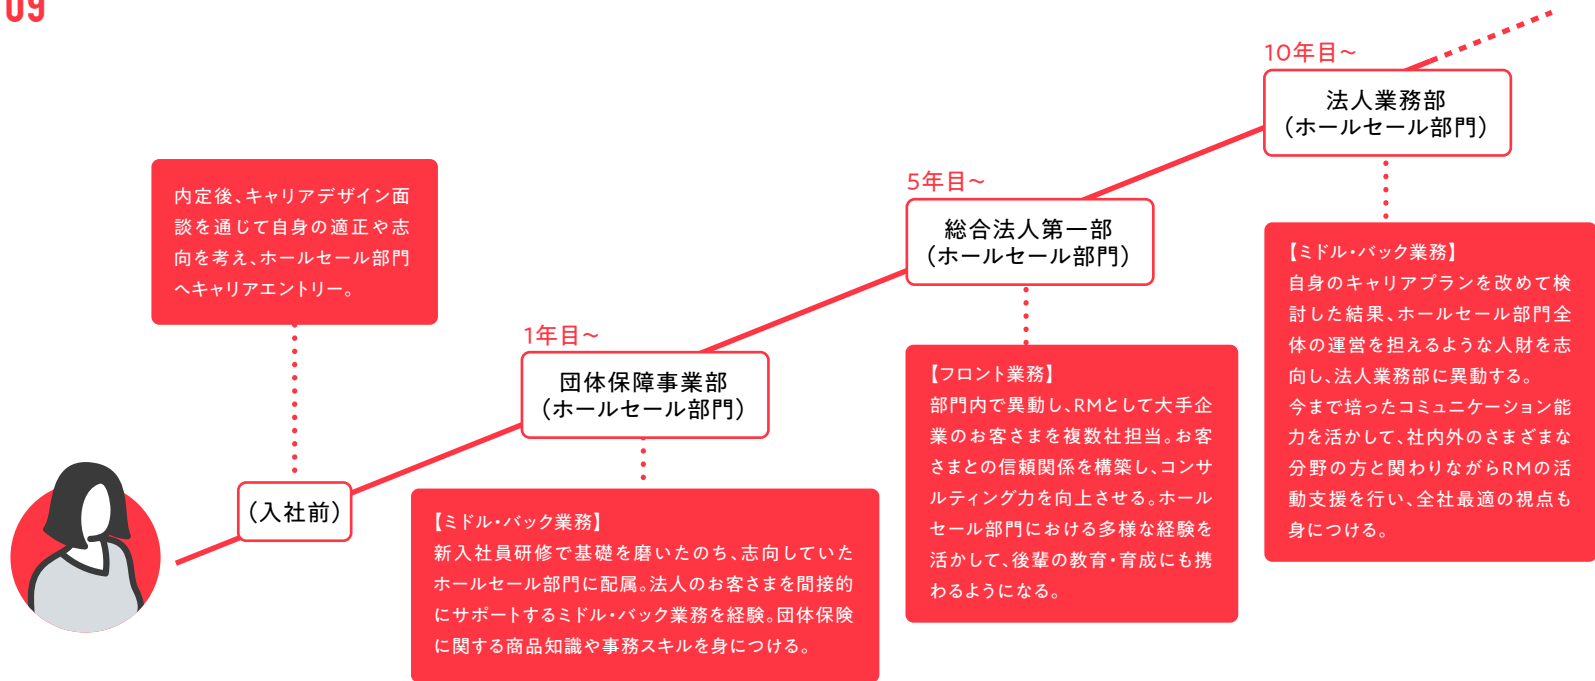 09
内定後、キャリアデザイン面
談を通じて自身の適正や志
向を考え、ホールセール部門
へキャリアエントリー。
(入社前)
1年目~
団体保障事業部
(ホールセール部門)
【ミドル・バック業務】
新入社員研修で基礎を磨いたのち、志向していた
ホールセール部門に配属。法人のお客さまを間接的
にサポートするミドル・バック業務を経験。団体保険
に関する商品知識や事務スキルを身につける。
5年目~
総合法人第一部
(ホールセール部門)
【フロント業務】
部門内で異動し、RMとして大手企
業のお客さまを複数社担当。お客
さまとの信頼関係を構築し、コンサ
ルティング力を向上させる。ホール
セール部門における多様な経験を
活かして、後輩の教育・育成にも携
わるようになる。
10年目~
法人業務部
(ホールセール部門)
【ミドル・バック業務】
自身のキャリアプランを改めて検
討した結果、ホールセール部門全
体の運営を担えるような人財を志
向し、法人業務部に異動する。
今まで培ったコミュニケーション能
力を活かして、社内外のさまざまな
分野の方と関わりながらRMの活
動支援を行い、全社最適の視点も
身につける。